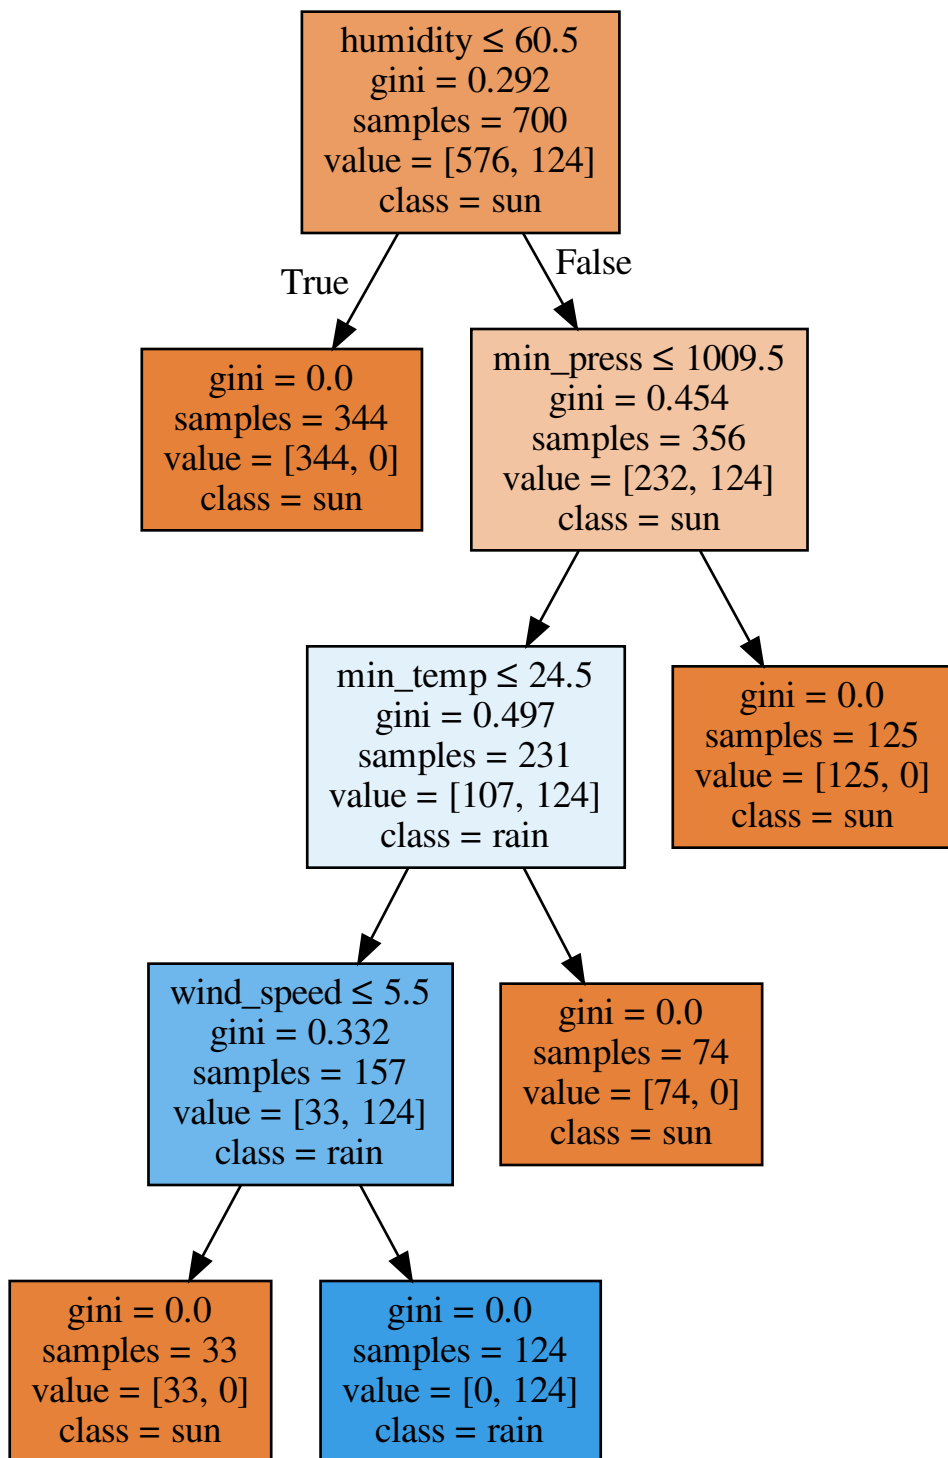 humidity ≤ 60.5
gini = 0.292
samples = 700
value = [576, 124]
class = sun
True
False
gini = 0.0
samples = 344
value = [344, 0]
class = sun
min_press ≤ 1009.5
gini = 0.454
samples = 356
value = [232, 124]
class = sun
min_temp ≤ 24.5
gini = 0.497
samples = 231
value = [107, 124]
class = rain
gini = 0.0
samples = 125
value = [125, 0]
class = sun
wind_speed ≤ 5.5
gini = 0.332
samples = 157
value = [33, 124]
class = rain
gini = 0.0
samples = 74
value = [74, 0]
class = sun
gini = 0.0
samples = 33
value = [33, 0]
class = sun
gini = 0.0
samples = 124
value = [0, 124]
class = rain